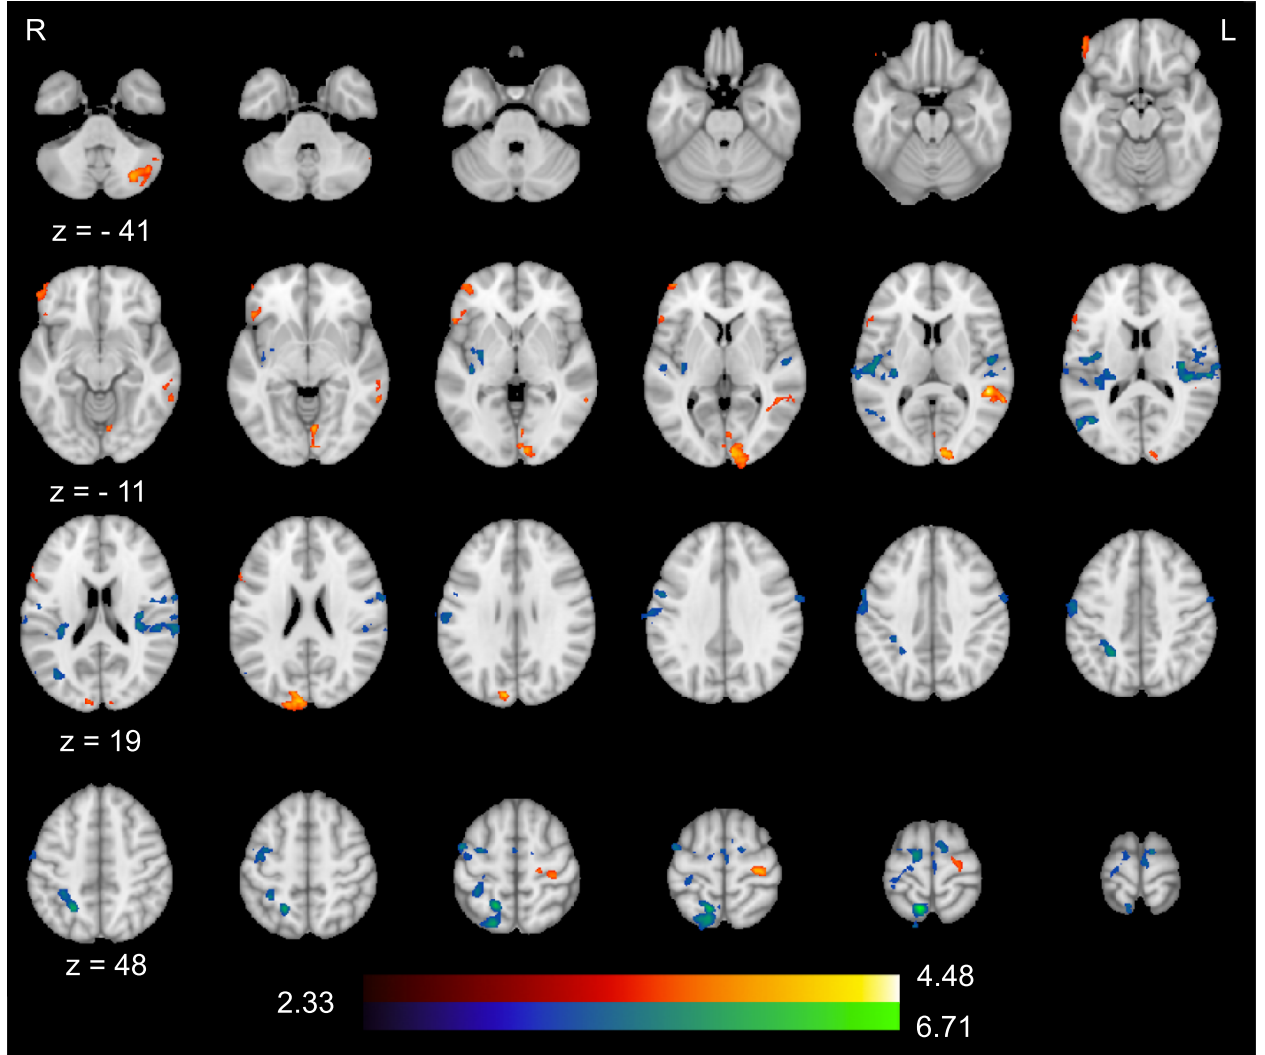 R
L
z = - 41
z = - 11
z = 19
z = 48
2.33
4.48
6.71